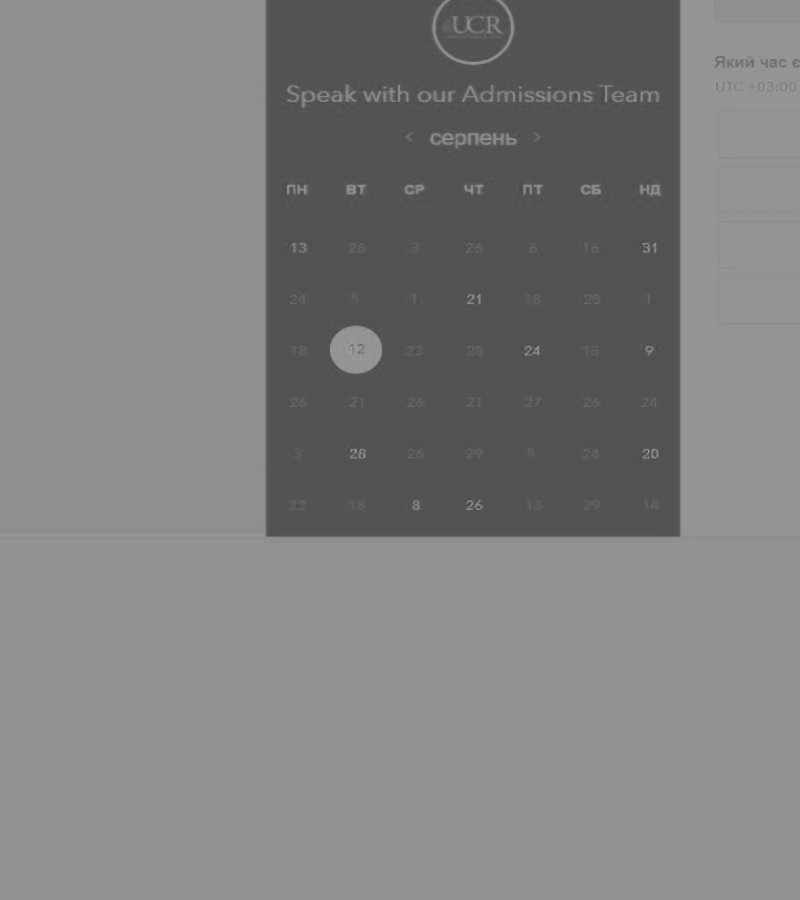 UCR
Speak with our Admissions Team
< серпень >
ПН ВТ СР ЧТ ПТ СБ НД
13 26 3 26 6 16 31
24 5 1 21 18 20 1
18 12 23 20 24 15 9
26 21 26 21 27 26 24
3 28 26 29 5 24 20
23 18 8 26 13 29 14
Який час є
UTC +03:00